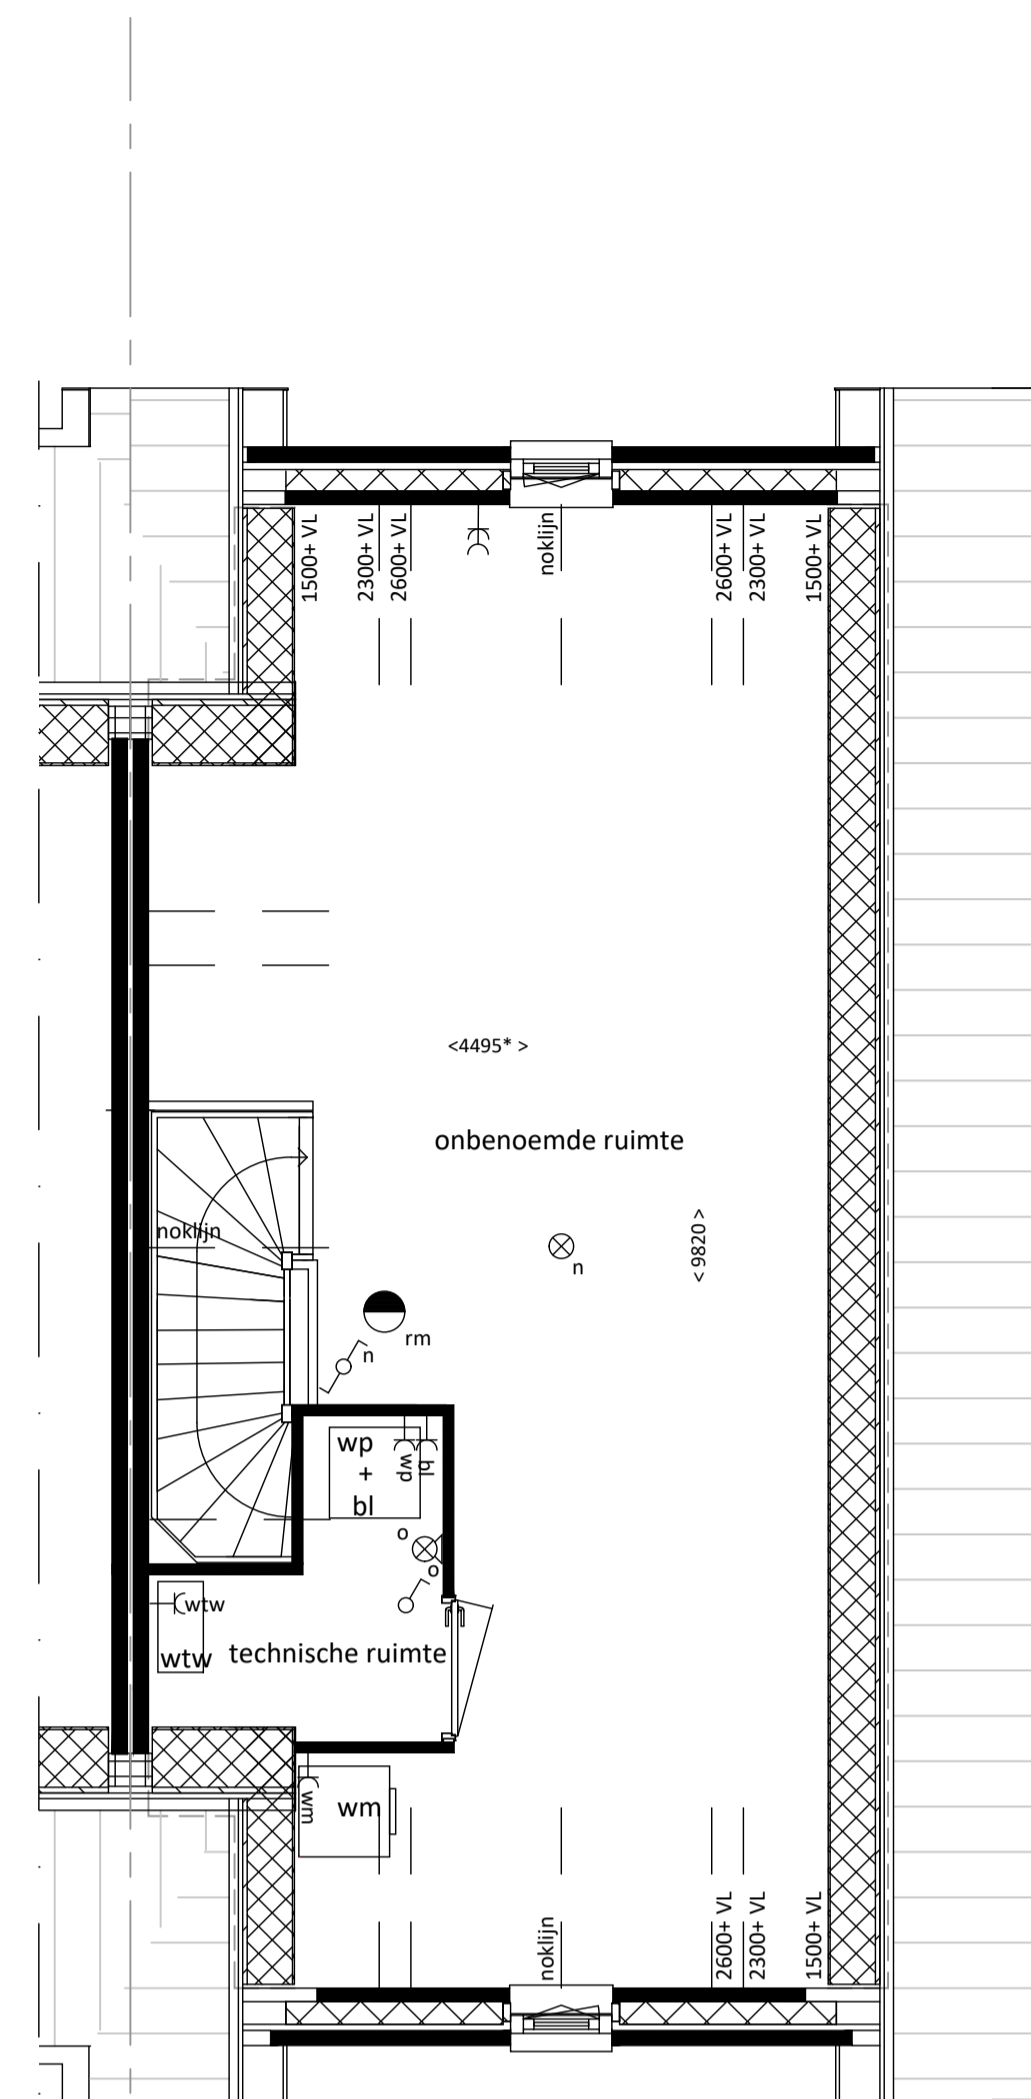 1500+ VL
2300+ VL
2600+ VL
noklijn
2600+ VL
2300+ VL
1500+ VL
<4495* >
onbenoemde ruimte
noklijn
< 9820 >
n
rm
n
wp
+
bl
wp
bl
o
o
wtw
wtw
technische ruimte
wm
wm
noklijn
2600+ VL
2300+ VL
1500+ VL